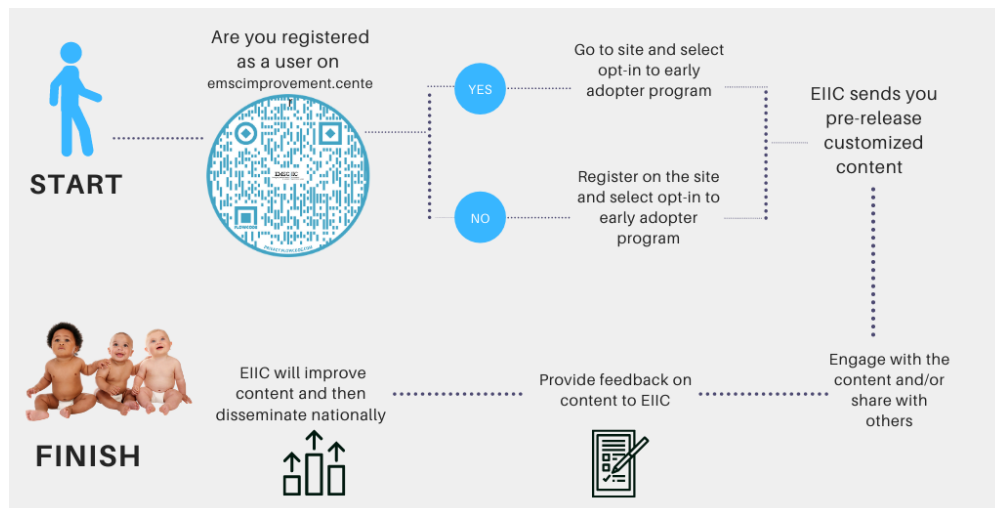 Are you registered
as a user on
emscimprovement.cente
r
START
YES
Go to site and select
opt-in to early
adopter program
NO
Register on the site
and select opt-in to
early adopter
program
EIIC sends you
pre-release
customized
content
Engage with the
content and/or
share with
others
Provide feedback on
content to EIIC
EIIC will improve
content and then
disseminate nationally
FINISH